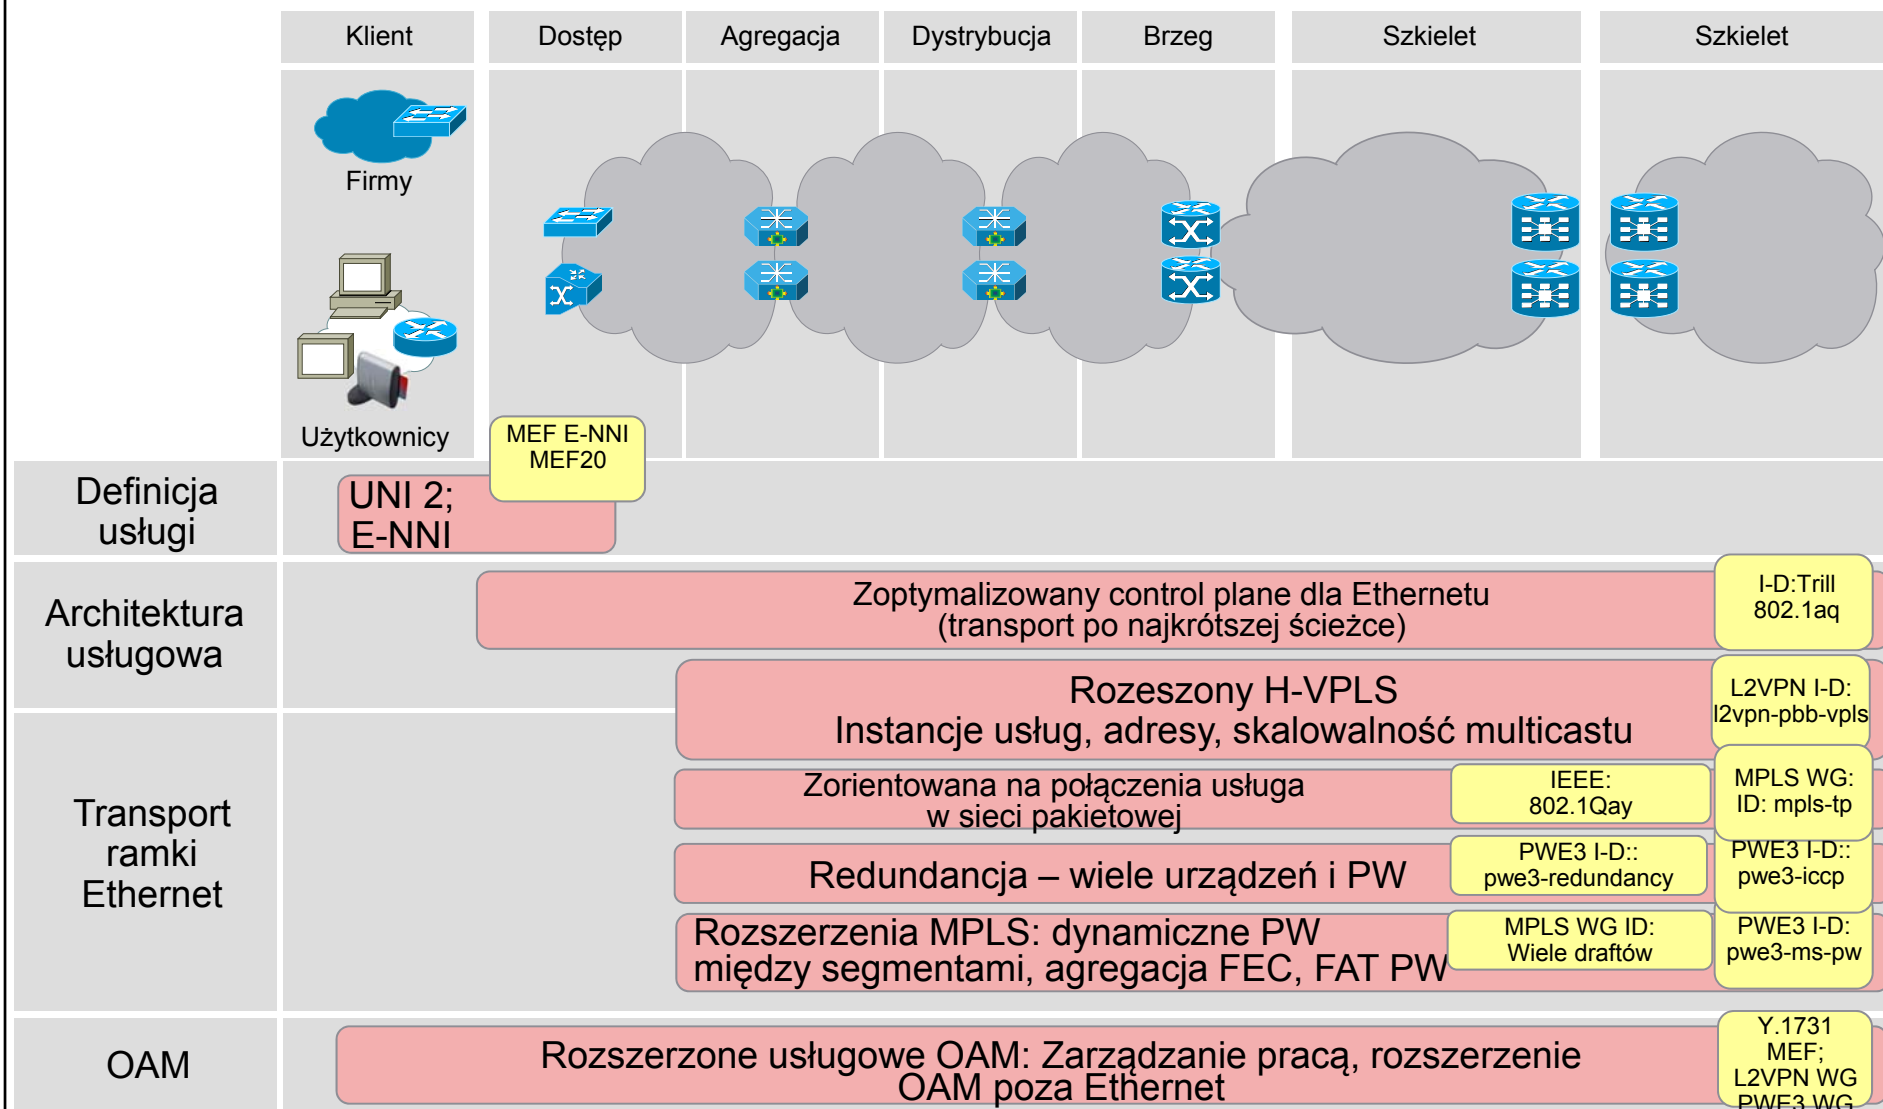 Klient
Dostęp
Agregacja
Dystrybucja
Brzeg
Szkielet
Szkielet
Firmy
Użytkownicy
MEF E-NNI
MEF20
Definicja
usługi
UNI 2;
E-NNI
Architektura
usługowa
Zoptymalizowany control plane dla Ethernetu
(transport po najkrótszej ścieżce)
I-D:Trill
802.1aq
Rozeszony H-VPLS
Instancje usług, adresy, skalowalność multicastu
L2VPN I-D:
l2vpn-pbb-vpls
Transport
ramki
Ethernet
Zorientowana na połączenia usługa
w sieci pakietowej
IEEE:
802.1Qay
MPLS WG:
ID: mpls-tp
Redundancja – wiele urządzeń i PW
PWE3 I-D::
pwe3-redundancy
PWE3 I-D::
pwe3-iccp
Rozszerzenia MPLS: dynamiczne PW
między segmentami, agregacja FEC, FAT PW
MPLS WG ID:
Wiele draftów
PWE3 I-D:
pwe3-ms-pw
OAM
Rozszerzone usługowe OAM: Zarządzanie pracą, rozszerzenie
OAM poza Ethernet
Y.1731
MEF;
L2VPN WG
PWE3 WG